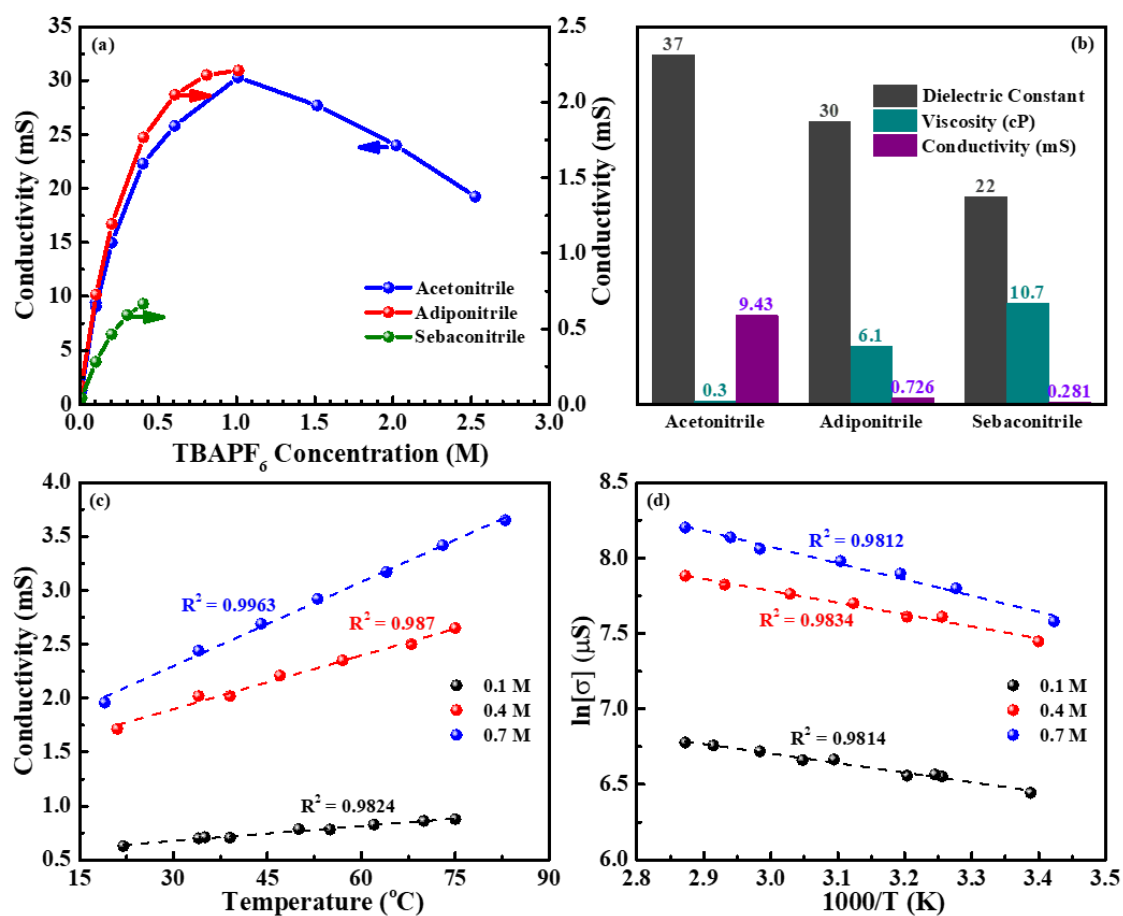 (a)
35
30
25
20
15
10
5
0
Conductivity (mS)
2.5
2.0
1.5
1.0
0.5
0.0
Conductivity (mS)
Acetonitrile
Adiponitrile
Sebaconitrile
0.0 0.5 1.0 1.5 2.0 2.5 3.0
TBAPF6 Concentration (M)
(b)
37
30
22
Dielectric Constant
Viscosity (cP)
Conductivity (mS)
0.3
9.43
6.1
0.726
10.7
0.281
Acetonitrile Adiponitrile Sebaconitrile
(c)
4.0
3.5
3.0
2.5
2.0
1.5
1.0
0.5
Conductivity (mS)
R² = 0.9963
R² = 0.987
R² = 0.9824
0.1 M
0.4 M
0.7 M
15 30 45 60 75 90
Temperature (°C)
(d)
8.5
8.0
7.5
7.0
6.5
6.0
ln[σ] (μS)
R² = 0.9812
R² = 0.9834
R² = 0.9814
0.1 M
0.4 M
0.7 M
2.8 2.9 3.0 3.1 3.2 3.3 3.4 3.5
1000/T (K)